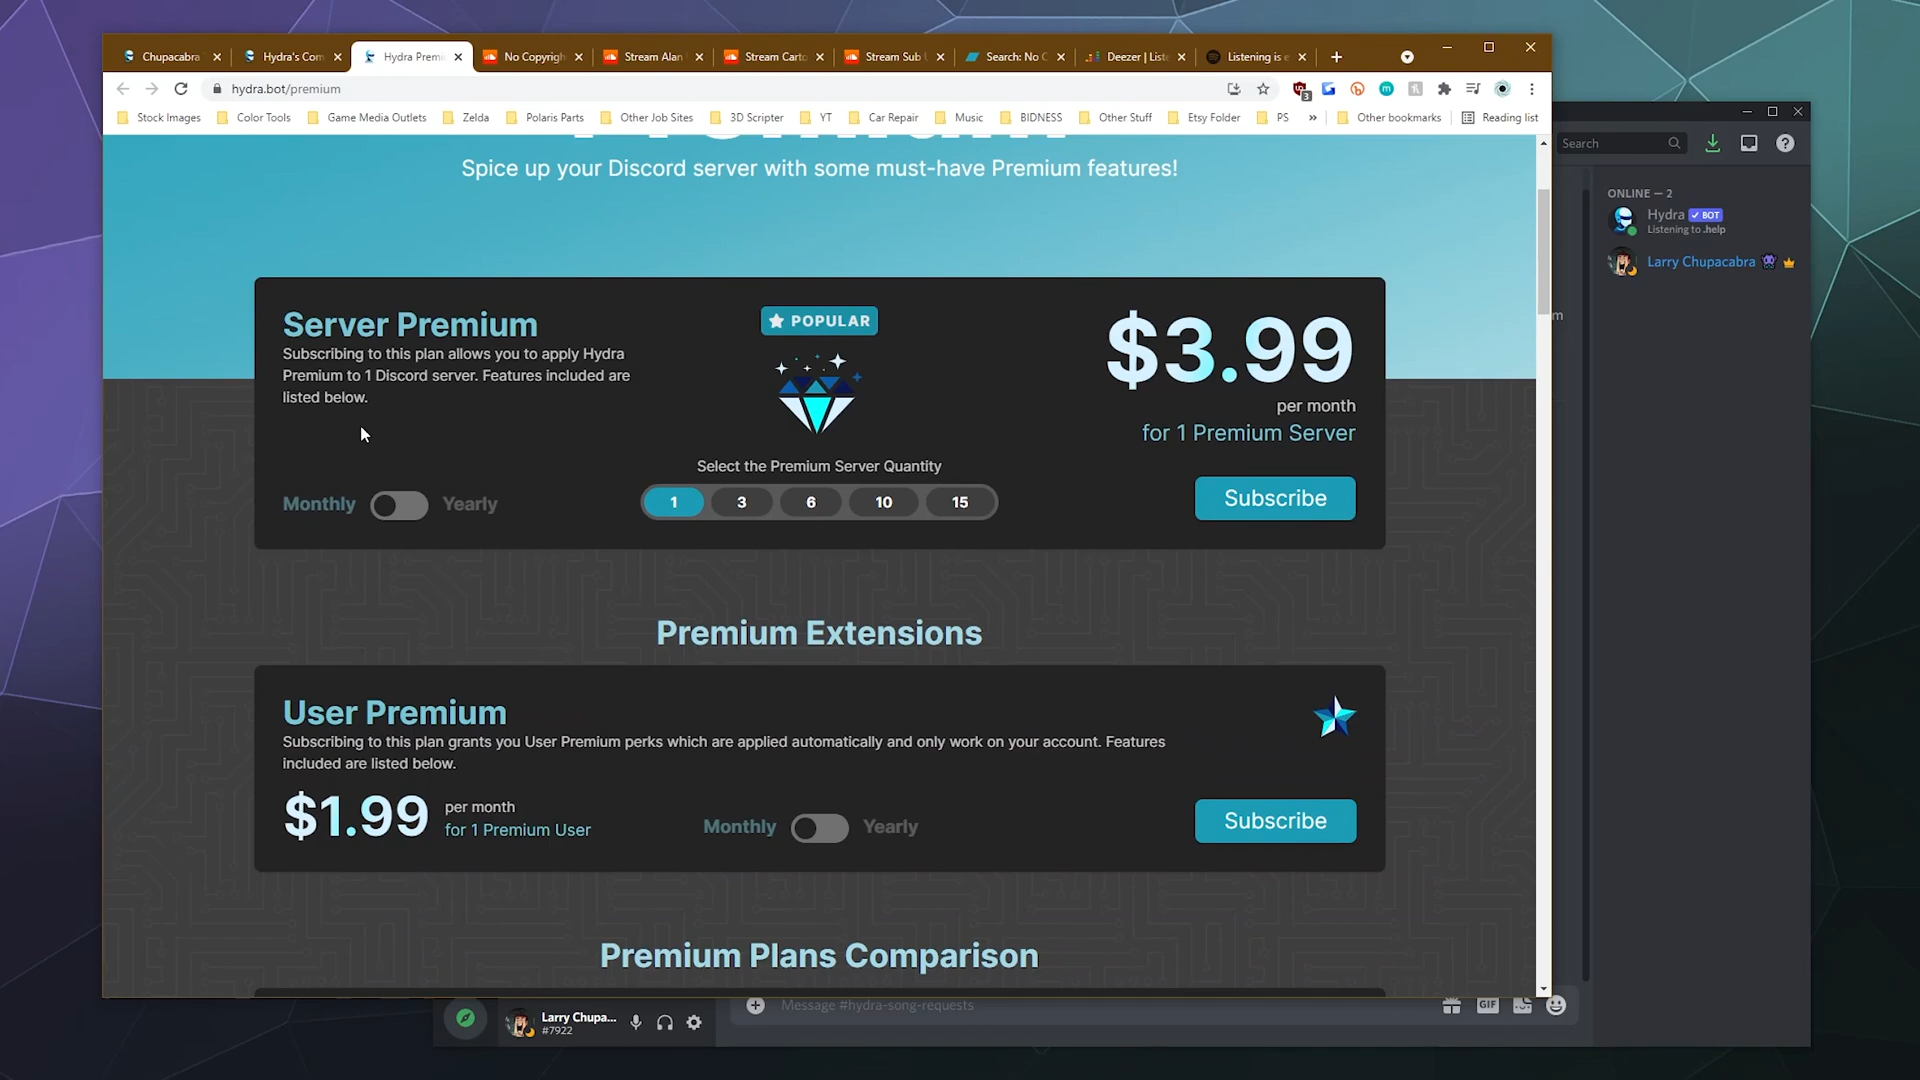 Chupacabra
Hydra's Com
Hydra Premi
No Copyrigh
Stream Alan
Stream Carto
Stream Sub
Search: No C
Deezer | List
Listening is e
hydra.bot/premium
3
Stock Images
Color Tools
Game Media Outlets
Zelda
Polaris Parts
Other Job Sites
3D Scripter
YT
Car Repair
Music
BIDNESS
Other Stuff
Etsy Folder
PS
»
Other bookmarks
Reading list
Spice up your Discord server with some must-have Premium features!
Server Premium
Subscribing to this plan allows you to apply Hydra
Premium to 1 Discord server. Features included are
listed below.
Monthly
Yearly
POPULAR
Select the Premium Server Quantity
1 3 6 10 15
$3.99
per month
for 1 Premium Server
Subscribe
Premium Extensions
User Premium
Subscribing to this plan grants you User Premium perks which are applied automatically and only work on your account. Features
included are listed below.
$1.99
per month
for 1 Premium User
Monthly
Yearly
Subscribe
Premium Plans Comparison
Search
ONLINE — 2
Hydra ✓ BOT
Listening to .help
Larry Chupacabra
m
Larry Chupa...
#7922
Message #hydra-song-requests
GIF